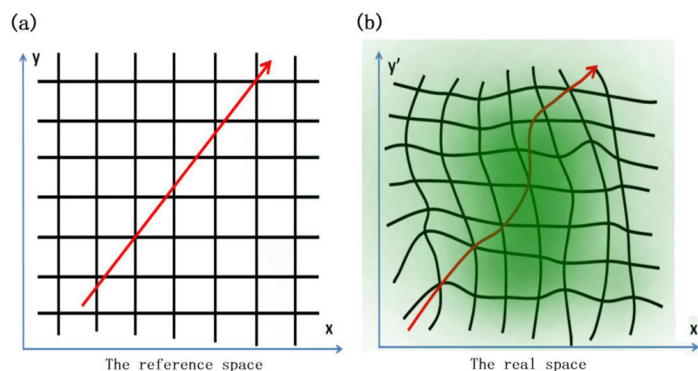 (a)
(b)
y
y'
x
x
The reference space
The real space